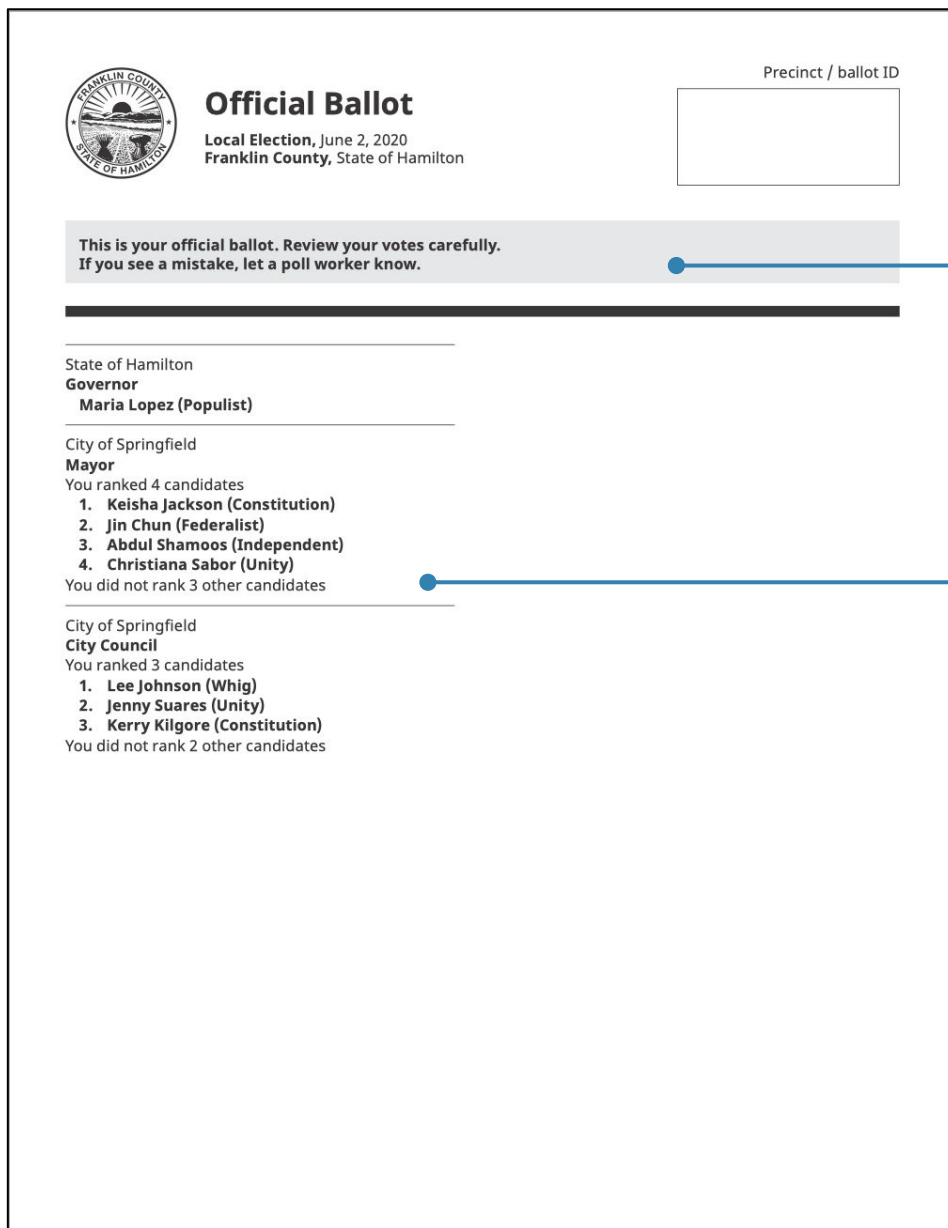 FRANKLIN COUNTY
STATE OF HAMILTON
Official Ballot
Local Election, June 2, 2020
Franklin County, State of Hamilton
Precinct / ballot ID
This is your official ballot. Review your votes carefully.
If you see a mistake, let a poll worker know.
State of Hamilton
Governor
Maria Lopez (Populist)
City of Springfield
Mayor
You ranked 4 candidates
1. Keisha Jackson (Constitution)
2. Jin Chun (Federalist)
3. Abdul Shamoos (Independent)
4. Christiana Sabor (Unity)
You did not rank 3 other candidates
City of Springfield
City Council
You ranked 3 candidates
1. Lee Johnson (Whig)
2. Jenny Suares (Unity)
3. Kerry Kilgore (Constitution)
You did not rank 2 other candidates